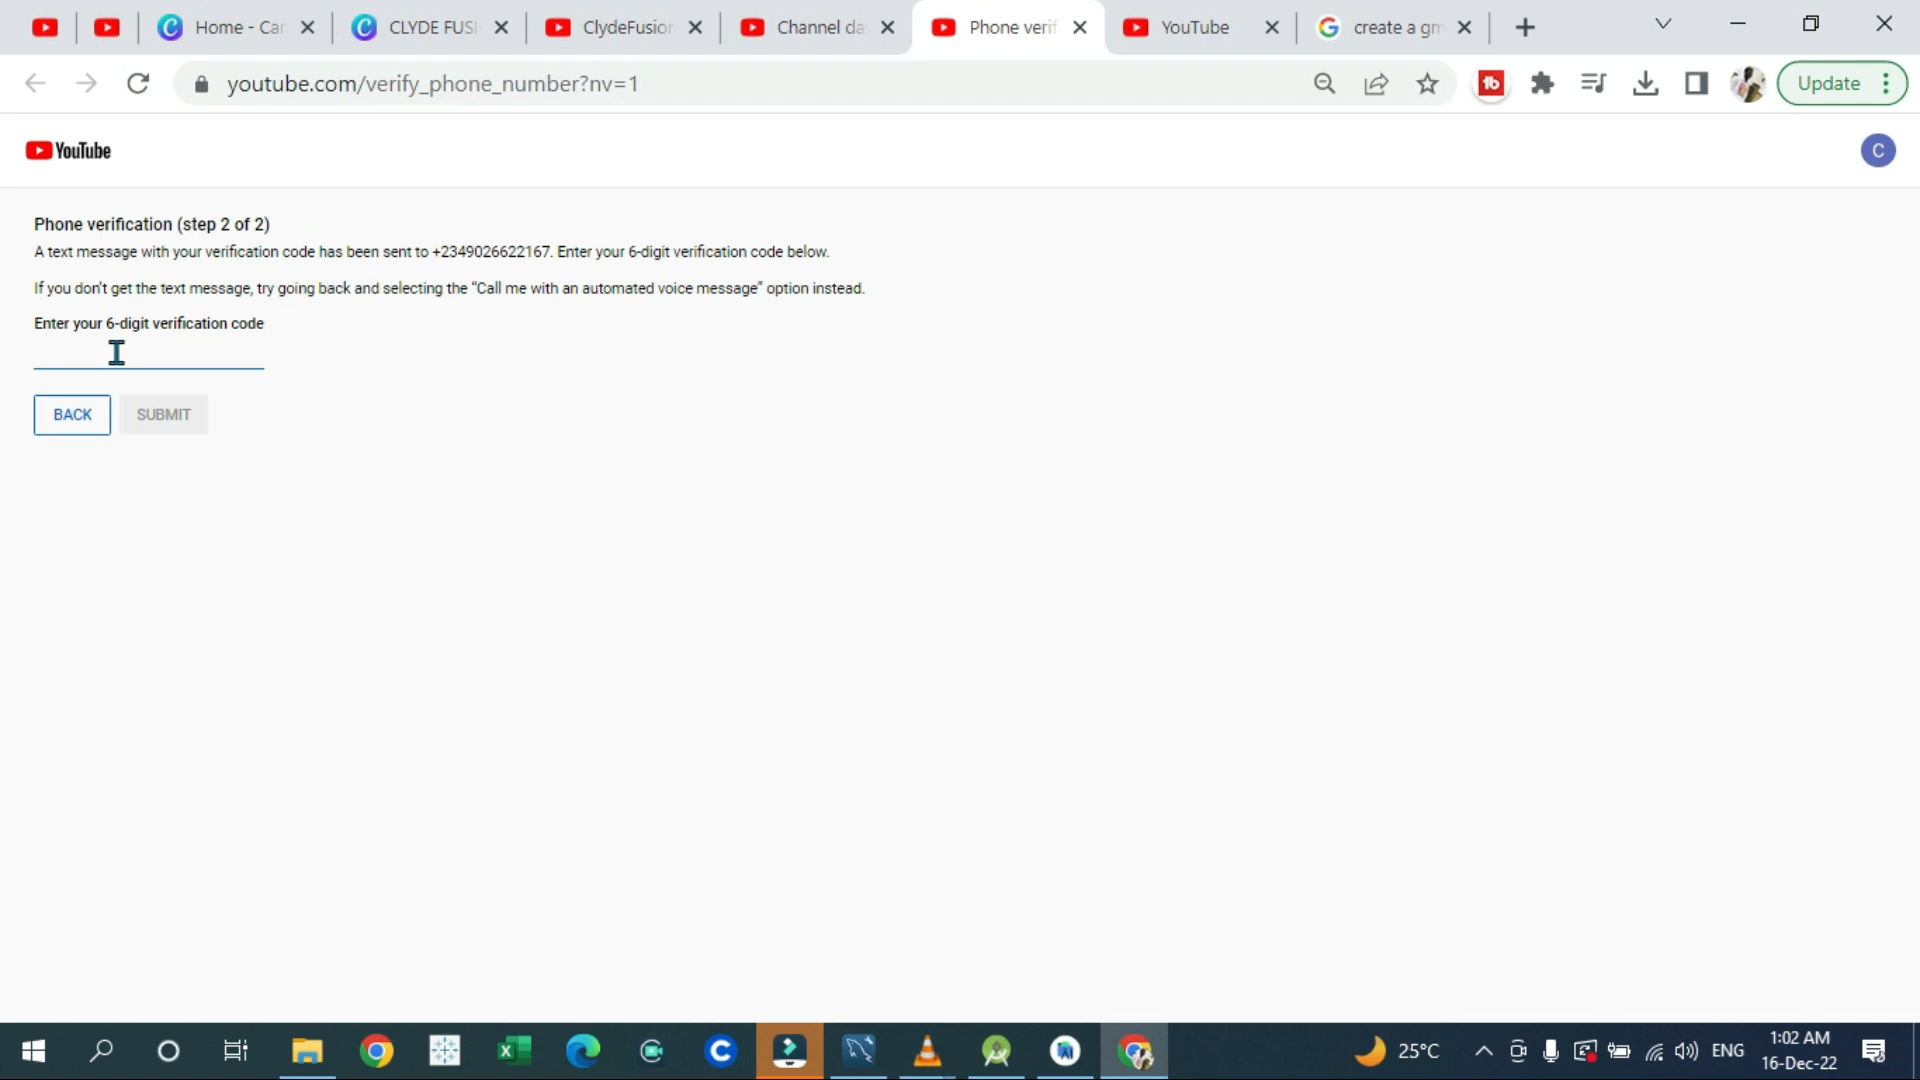 Home - Car
CLYDE FUSI
ClydeFusion
Channel da
Phone verif
YouTube
create a gm
youtube.com/verify_phone_number?nv=1
Update
YouTube
C
Phone verification (step 2 of 2)
A text message with your verification code has been sent to +2349026622167. Enter your 6-digit verification code below.
If you don't get the text message, try going back and selecting the "Call me with an automated voice message" option instead.
Enter your 6-digit verification code
BACK
SUBMIT
25°C
ENG
1:02 AM
16-Dec-22